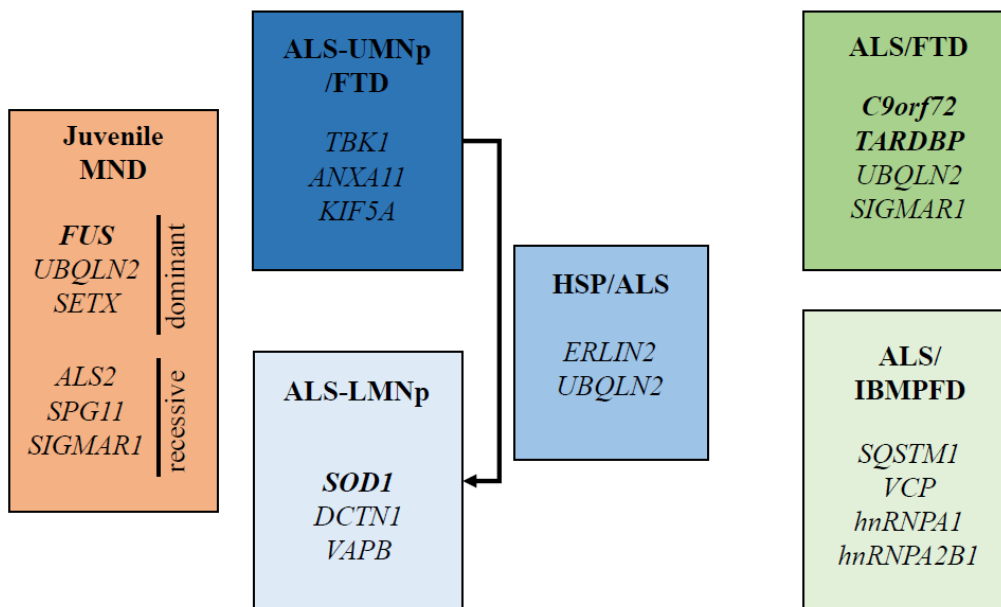 Juvenile
MND
FUS
UBQLN2
SETX
dominant
ALS2
SPG11
SIGMAR1
recessive
ALS-UMNp
/FTD
TBK1
ANXA11
KIF5A
ALS-LMNp
SOD1
DCTN1
VAPB
HSP/ALS
ERLIN2
UBQLN2
ALS/FTD
C9orf72
TARDBP
UBQLN2
SIGMAR1
ALS/
IBMPFD
SQSTM1
VCP
hnRNPA1
hnRNPA2B1